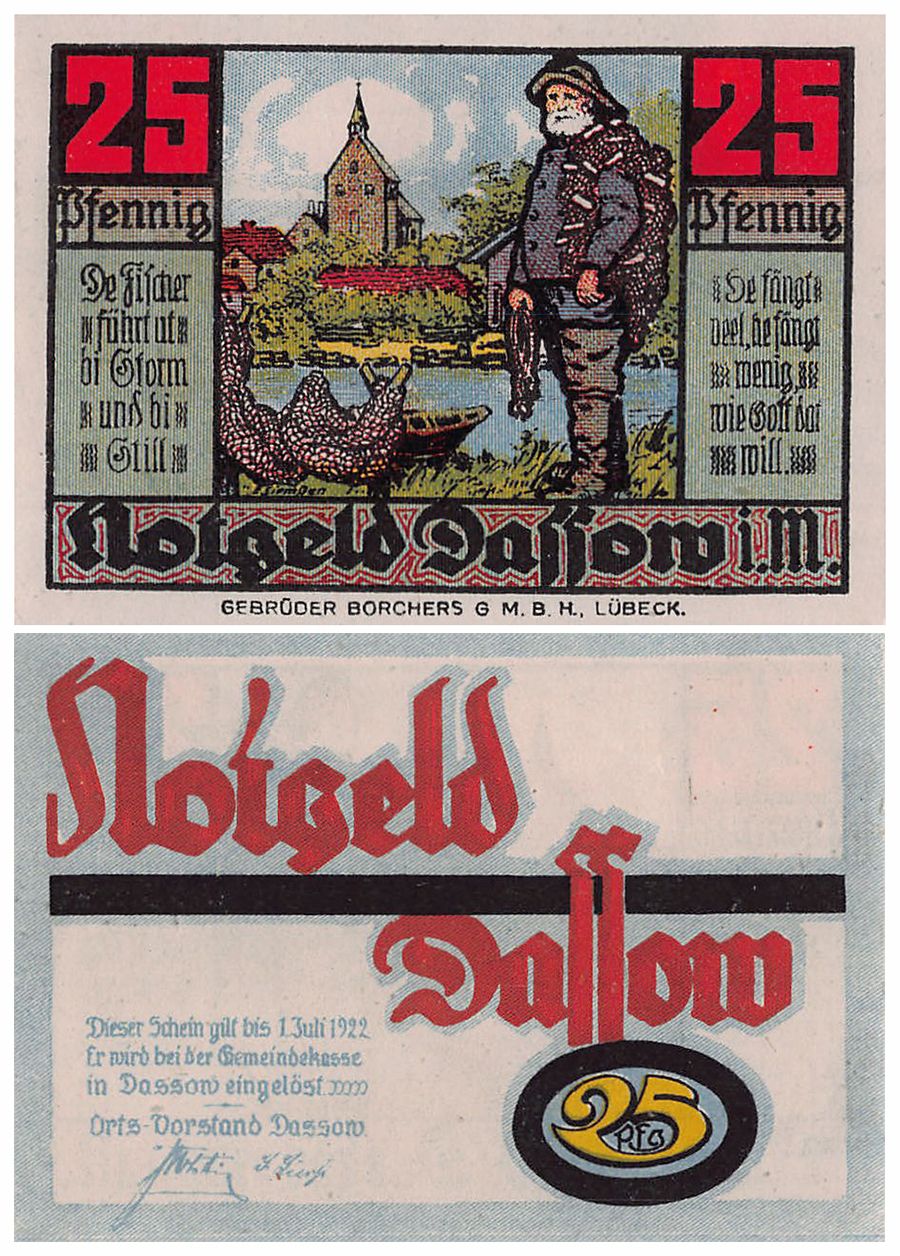 25
Pfennig
De Fischer
führt ut
bi Storm
und bi
Still
25
Pfennig
He fängt
veel, he fängt
wenig,
wie Gott dat
will.
Notgeld Dassow i.M.
GEBRÜDER BORCHERS G M. B. H., LÜBECK.
Notgeld
Dassow
Dieser Schein gilt bis 1. Juli 1922
Er wird bei der Gemeindekasse
in Dassow eingelöst.
Orts-Vorstand Dassow.
25
PFG